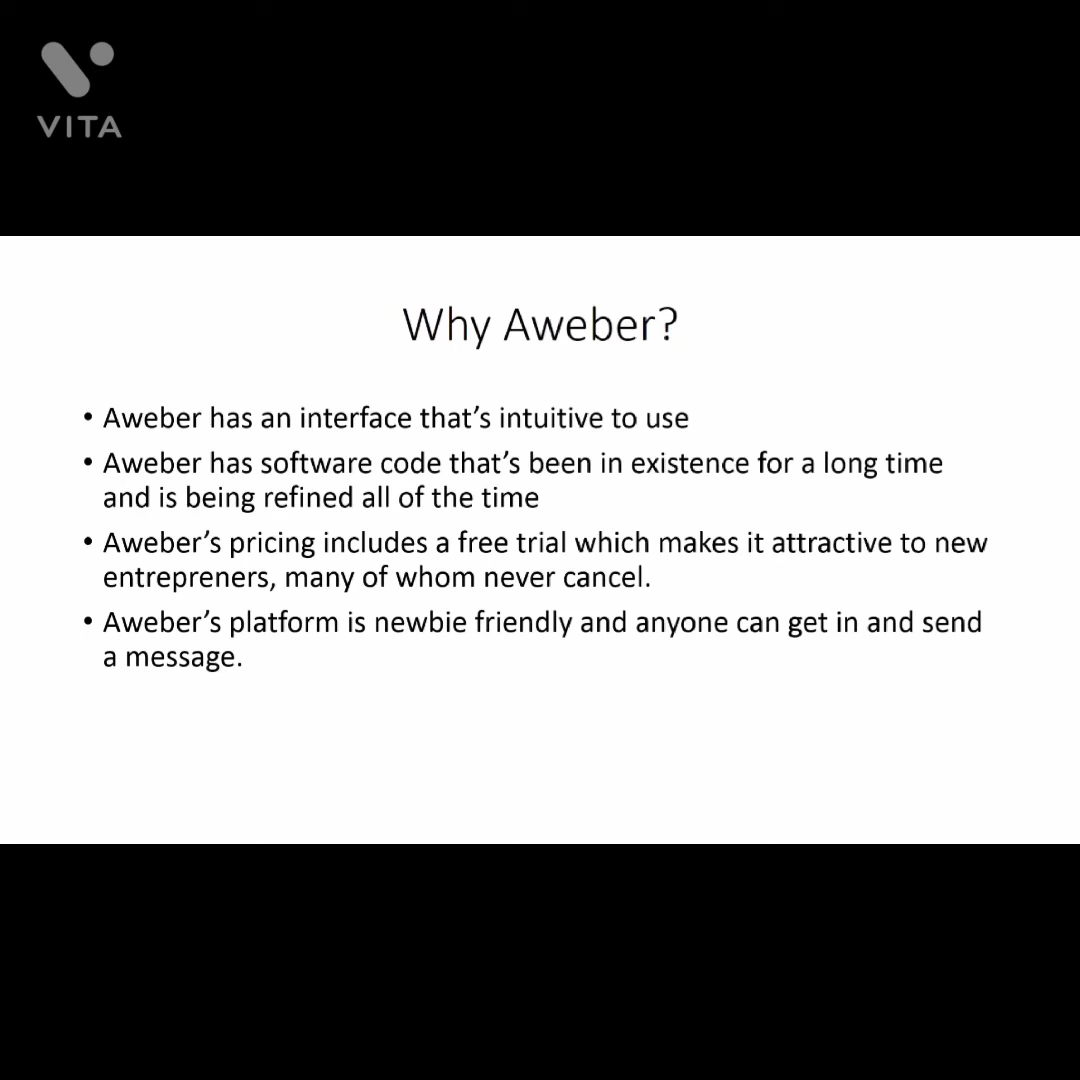 VITA
Why Aweber?
• Aweber has an interface that's intuitive to use
• Aweber has software code that's been in existence for a long time
and is being refined all of the time
• Aweber's pricing includes a free trial which makes it attractive to new
entrepreners, many of whom never cancel.
• Aweber's platform is newbie friendly and anyone can get in and send
a message.